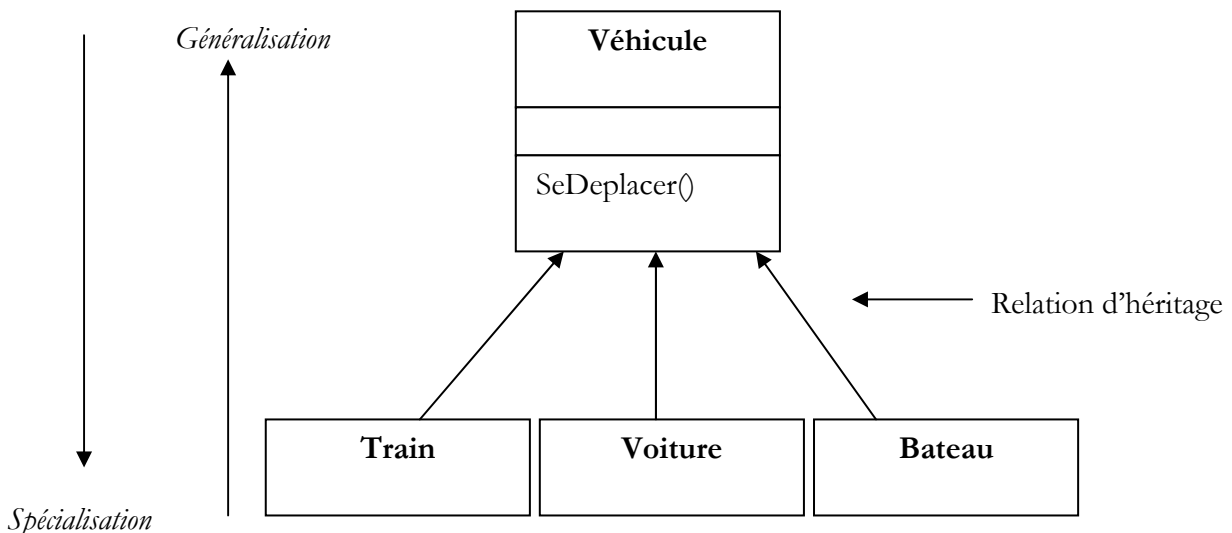 Généralisation
Véhicule
SeDeplacer()
Relation d’héritage
Train
Voiture
Bateau
Spécialisation